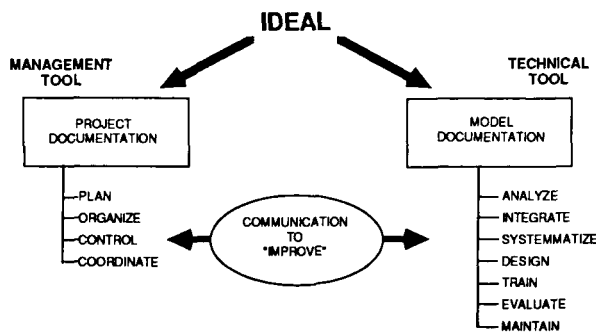 IDEAL
MANAGEMENT
TOOL
TECHNICAL
TOOL
PROJECT
DOCUMENTATION
MODEL
DOCUMENTATION
PLAN
ORGANIZE
CONTROL
COORDINATE
COMMUNICATION
TO
"IMPROVE"
ANALYZE
INTEGRATE
SYSTEMMATIZE
DESIGN
TRAIN
EVALUATE
MAINTAIN